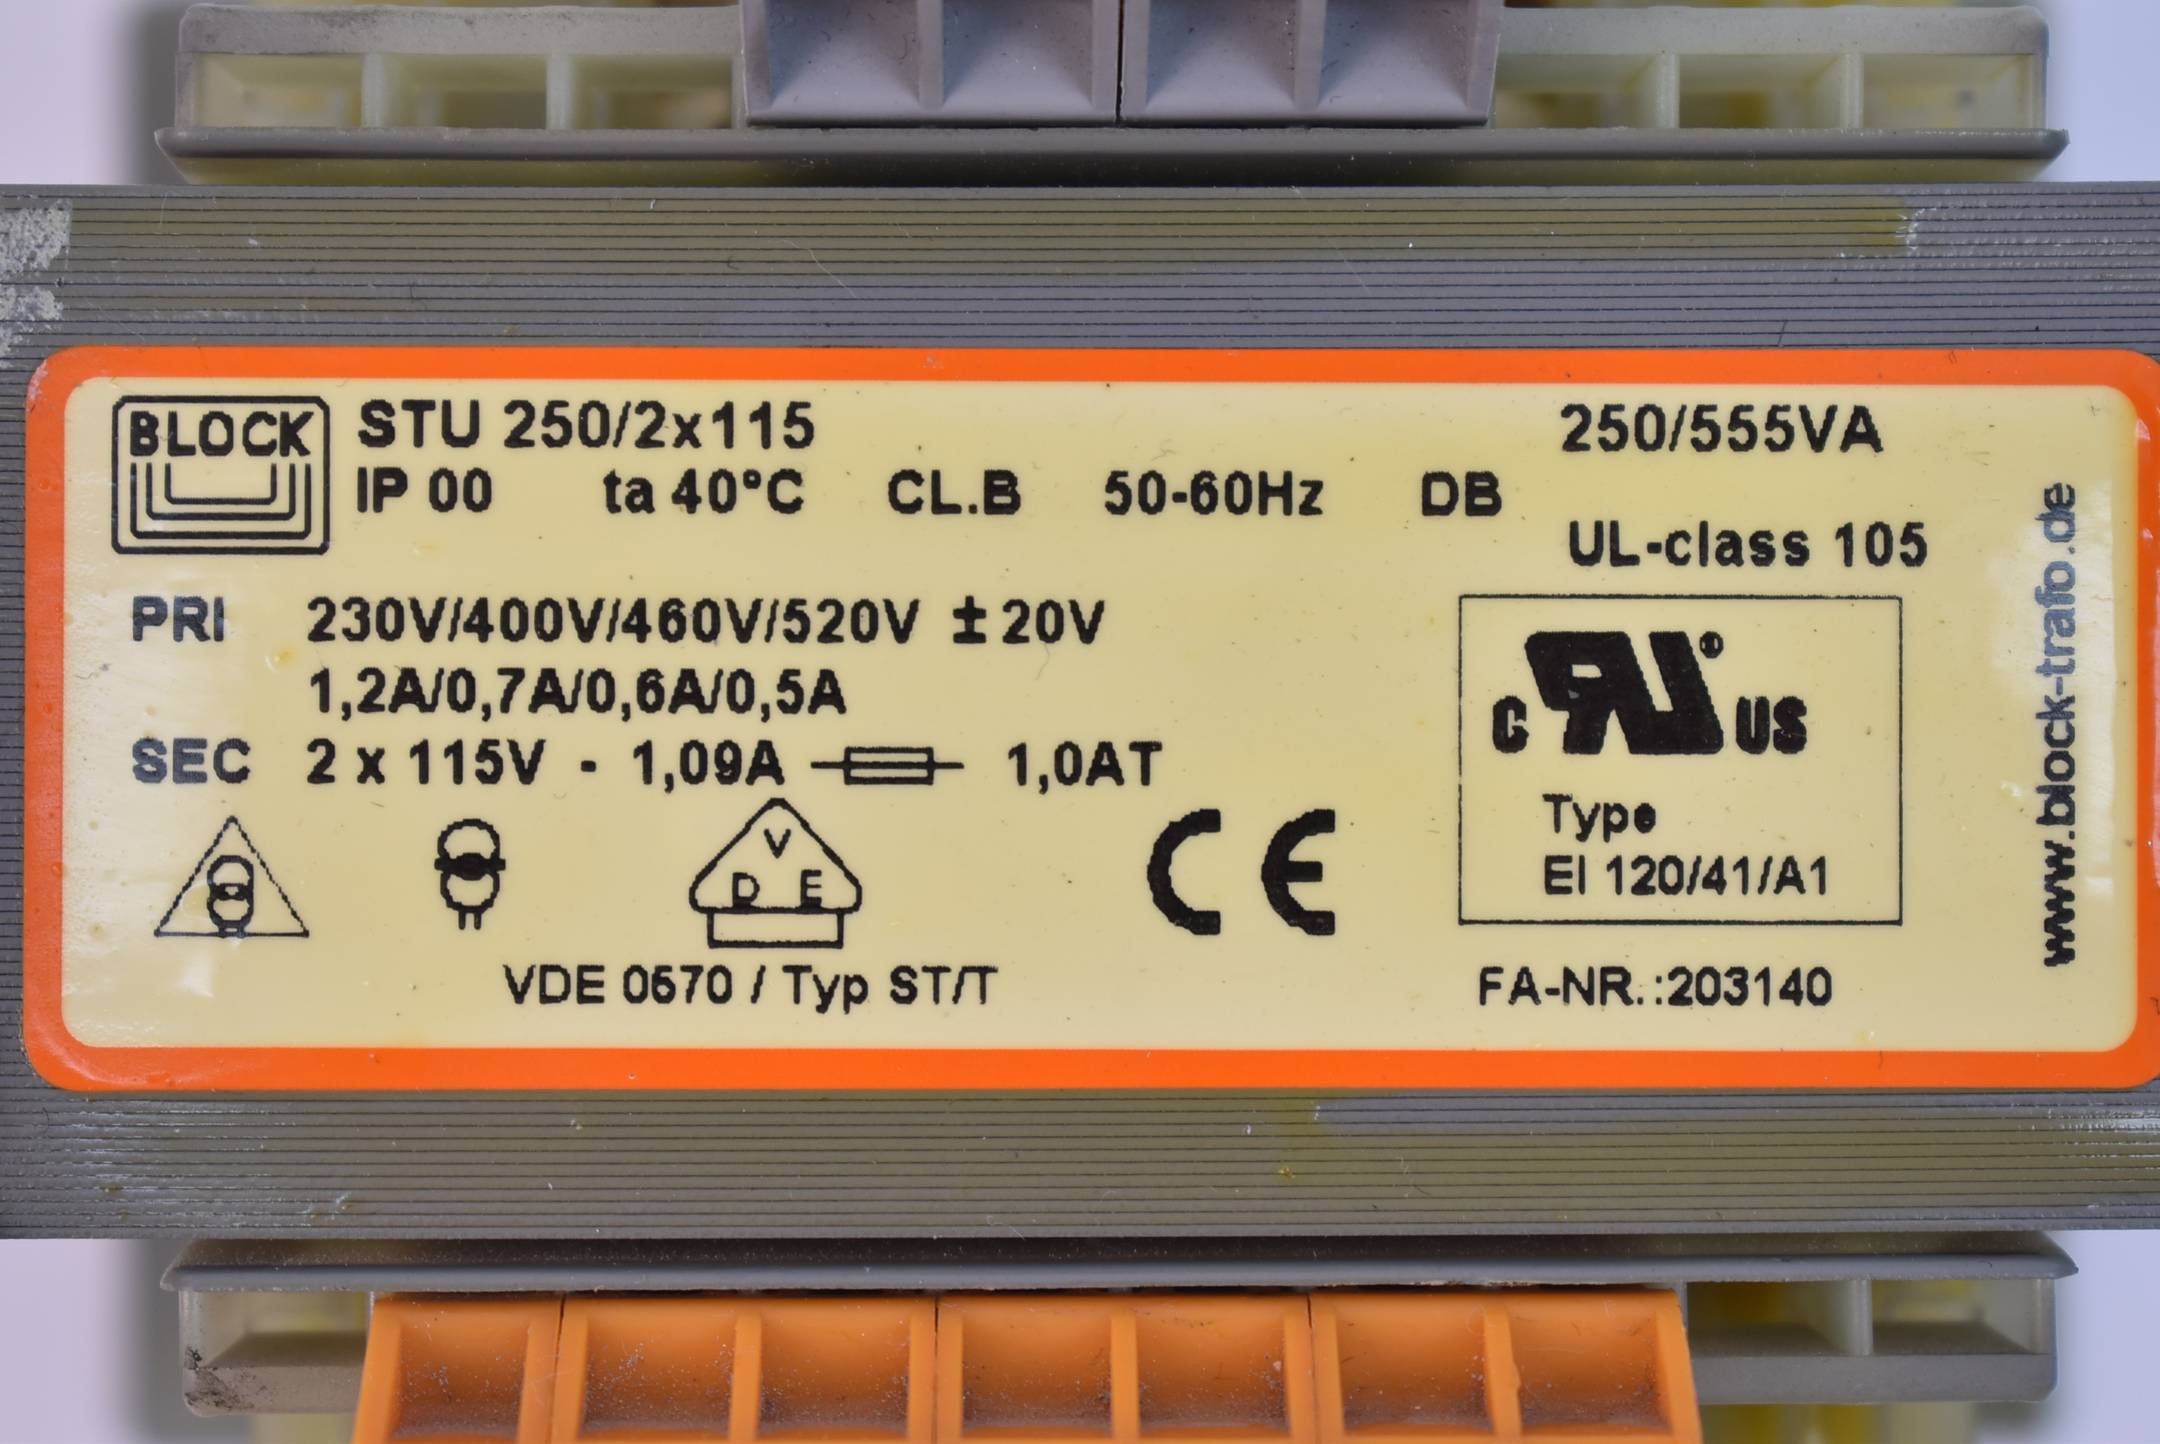 BLOCK
STU 250/2x115 250/555VA
IP 00 ta 40°C CL.B 50-60Hz DB
UL-class 105
PRI 230V/400V/460V/520V ± 20V
1,2A/0,7A/0,6A/0,5A
SEC 2 x 115V - 1,09A 1,0AT
V
D E
CE
c RU ® US
Type
EI 120/41/A1
VDE 0570 / Typ ST/T
FA-NR.:203140
www.block-trafo.de